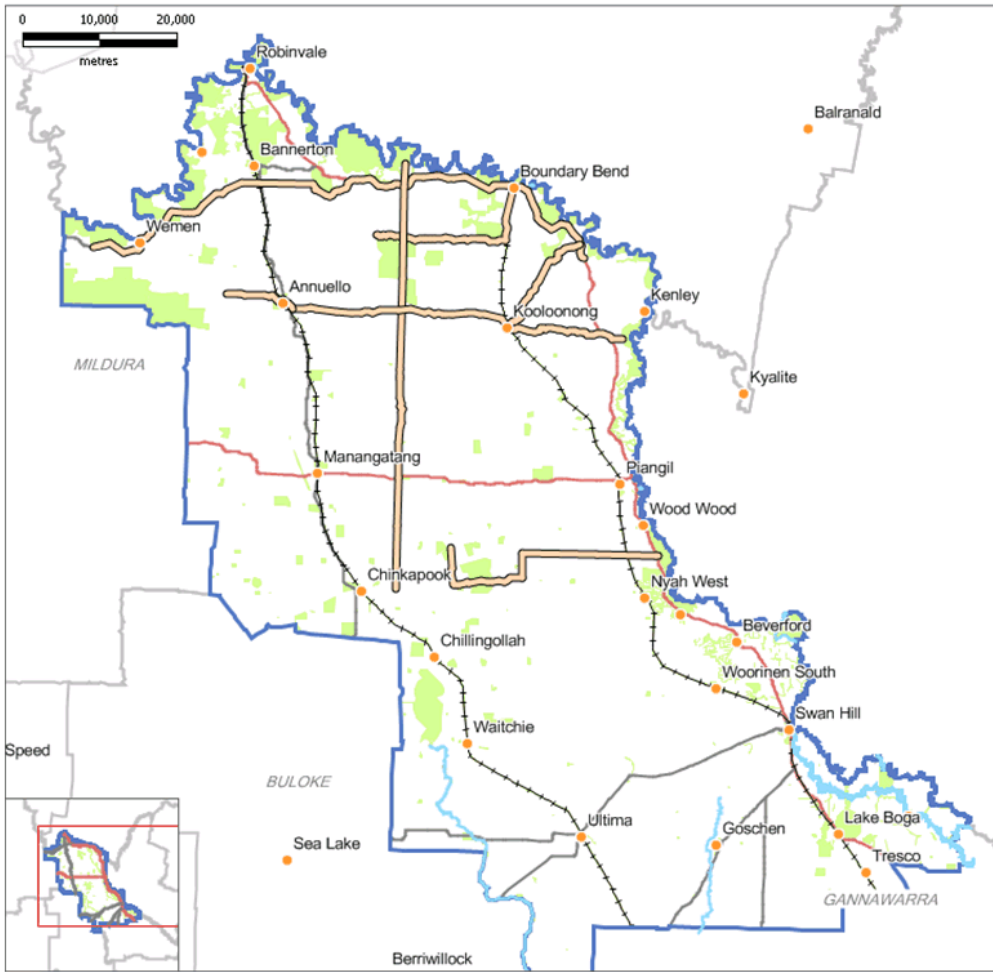 0 10,000 20,000
metres
Robinvale
Balranald
Bannerton
Boundary Bend
Wemen
Annuello
Kenley
Kooloonong
MILDURA
Kyalite
Manangatang
Piangil
Wood Wood
Chinkapook
Nyah West
Beverford
Chillingollah
Woorinen South
Swan Hill
Waitchie
Speed
BULOKE
Ultima
Goschen
Lake Boga
Sea Lake
Tresco
GANNAWARRA
Berriwillock